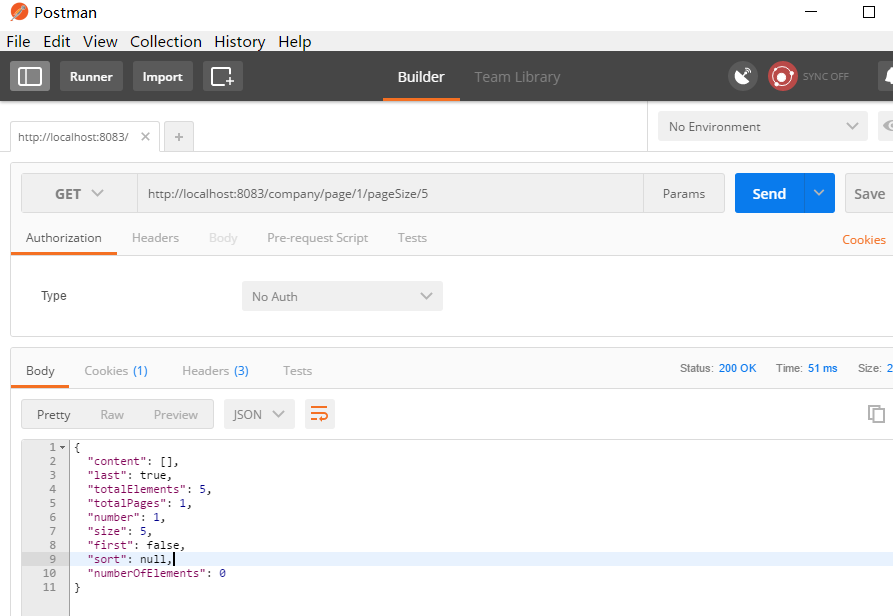 Postman
File Edit View Collection History Help
Runner Import Builder Team Library SYNC OFF
http://localhost:8083/ × + No Environment
GET http://localhost:8083/company/page/1/pageSize/5 Params Send Save
Authorization Headers Body Pre-request Script Tests Cookies
Type No Auth
Body Cookies (1) Headers (3) Tests Status: 200 OK Time: 51 ms Size: 2
Pretty Raw Preview JSON
1 {
2 "content": [],
3 "last": true,
4 "totalElements": 5,
5 "totalPages": 1,
6 "number": 1,
7 "size": 5,
8 "first": false,
9 "sort": null,
10 "numberOfElements": 0
11 }